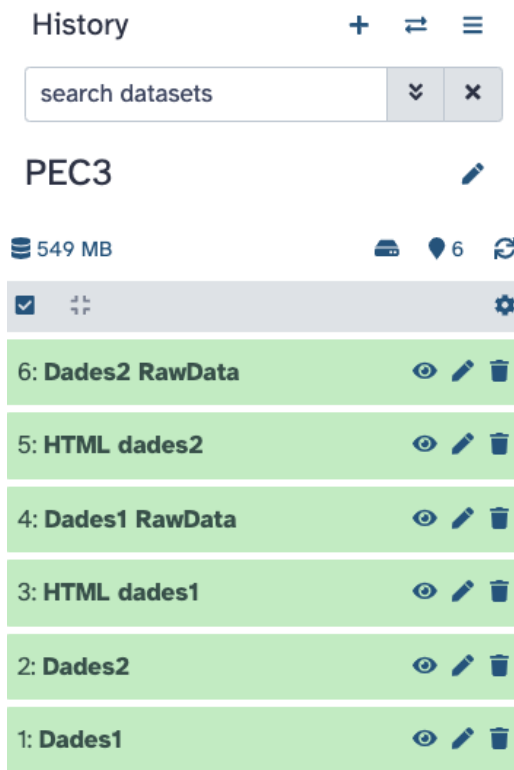 History
search datasets
PEC3
549 MB 6
6: Dades2 RawData
5: HTML dades2
4: Dades1 RawData
3: HTML dades1
2: Dades2
1: Dades1